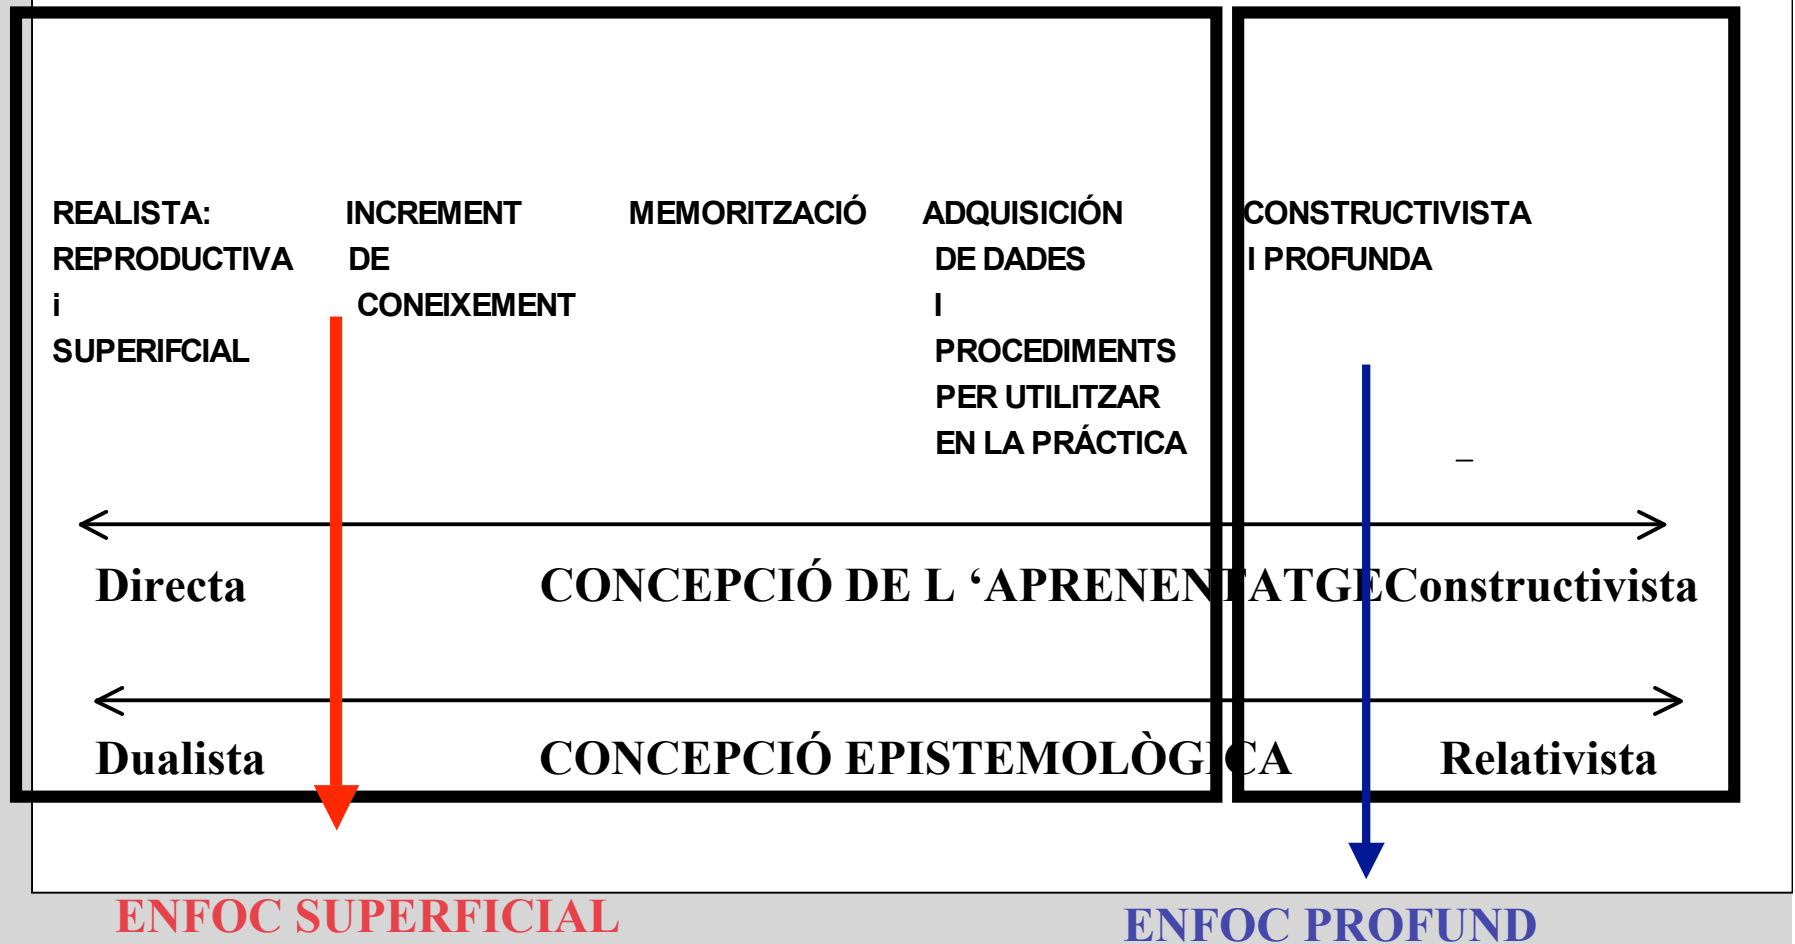 REALISTA: INCREMENT MEMORITZACIÓ ADQUISICIÓN CONSTRUCTIVISTA
REPRODUCTIVA DE DE DADES I PROFUNDA
i CONEIXEMENT I
SUPERIFCIAL PROCEDIMENTS
PER UTILITZAR
EN LA PRÁCTICA
_
Directa CONCEPCIÓ DE L ‘APRENENTATGE Constructivista
Dualista CONCEPCIÓ EPISTEMOLÒGICA Relativista
ENFOC SUPERFICIAL ENFOC PROFUND